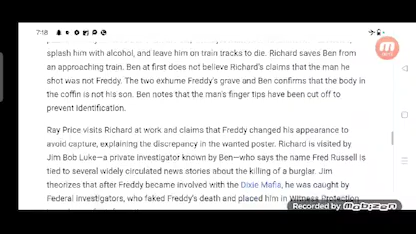 7:18
splash him with alcohol, and leave him on train tracks to die. Richard saves Ben from
an approaching train. Ben at first does not believe Richard's claims that the man he
shot was not Freddy. The two exhume Freddy's grave and Ben confirms that the body in
the coffin is not his son. Ben notes that the man's finger tips have been cut off to
prevent identification.
Ray Price visits Richard at work and claims that Freddy changed his appearance to
avoid capture, explaining the discrepancy in the wanted poster. Richard is visited by
Jim Bob Luke—a private investigator known by Ben—who says the name Fred Russell is
tied to several widely circulated news stories about the killing of a burglar. Jim
theorizes that after Freddy became involved with the Dixie Mafia, he was caught by
Federal investigators, who faked Freddy's death and placed him in Witness Protection
Recorded by mobizen